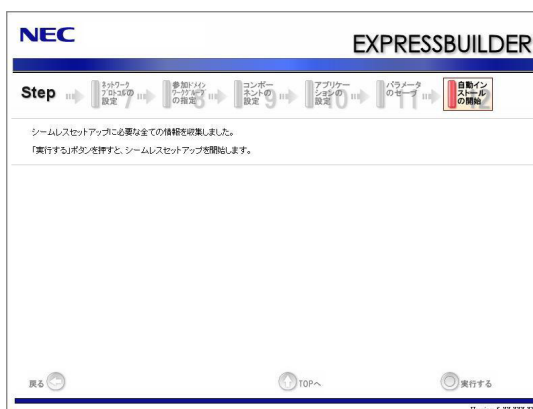 NEC
EXPRESSBUILDER
Step
ネットワーク
プロトコルの
設定 7
参加ドメイン
ワークグループ
の指定 8
コンポー
ネントの
設定 9
アプリケー
ションの
設定 10
パラメータ
のセーブ 11
自動イン
ストール
の開始 12
シームレスセットアップに必要な全ての情報を収集しました。
「実行する」ボタンを押すと、シームレスセットアップを開始します。
戻る
TOPへ
実行する